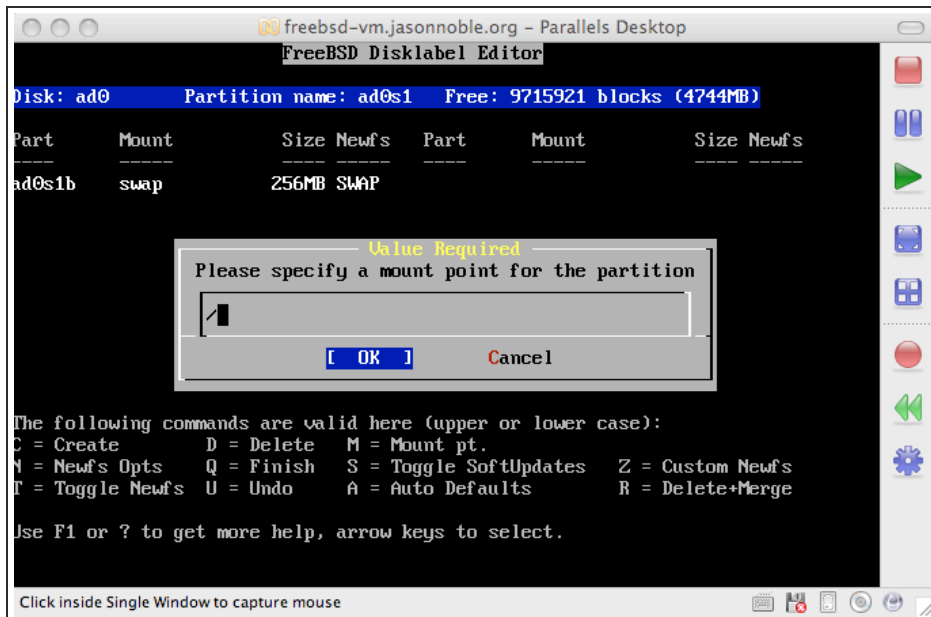 freebsd-vm.jasonnoble.org – Parallels Desktop
FreeBSD Disklabel Editor
Disk: ad0 Partition name: ad0s1 Free: 9715921 blocks (4744MB)
Part Mount Size Newfs Part Mount Size Newfs
---- ----- ---- ----- ---- ----- ---- -----
ad0s1b swap 256MB SWAP
Value Required
Please specify a mount point for the partition
/
[ OK ] Cancel
The following commands are valid here (upper or lower case):
C = Create D = Delete M = Mount pt.
N = Newfs Opts Q = Finish S = Toggle SoftUpdates Z = Custom Newfs
T = Toggle Newfs U = Undo A = Auto Defaults R = Delete+Merge
Use F1 or ? to get more help, arrow keys to select.
Click inside Single Window to capture mouse